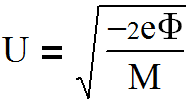 U = √(-2eΦ / M)